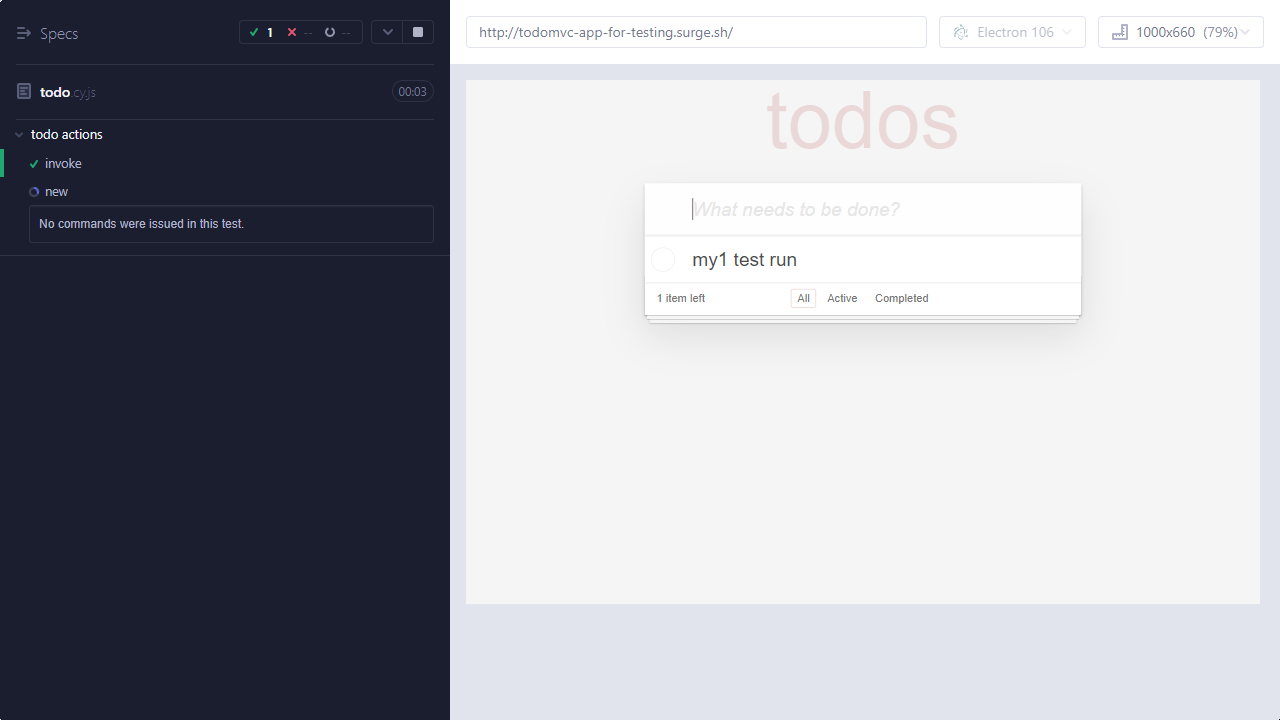 Specs
1
--
--
todo.cy.js
00:03
todo actions
invoke
new
No commands were issued in this test.
http://todomvc-app-for-testing.surge.sh/
Electron 106
1000x660 (79%)
todos
What needs to be done?
my1 test run
1 item left
All
Active
Completed